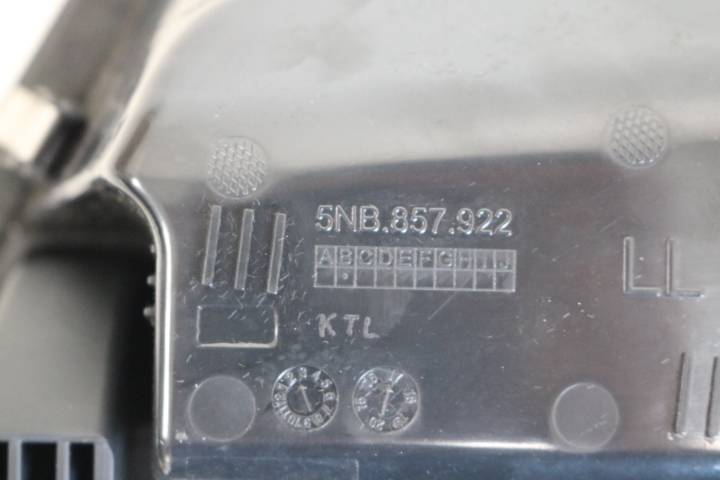 5NB.857.922
ABCDEFGHIJ
LL
KTL